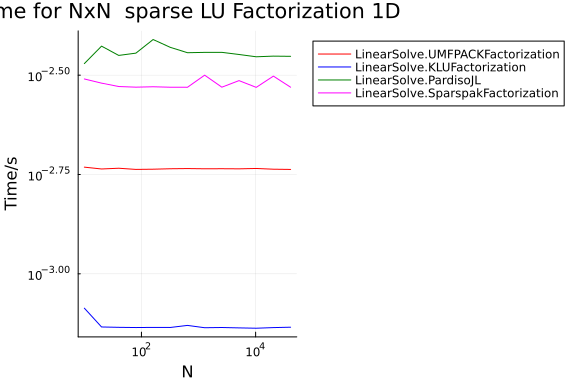 me for NxN sparse LU Factorization 1D
LinearSolve.UMFPACKFactorization
LinearSolve.KLUFactorization
LinearSolve.PardisoJL
LinearSolve.SparspakFactorization
10^−2.50
10^−2.75
10^−3.00
Time/s
10^2
10^4
N